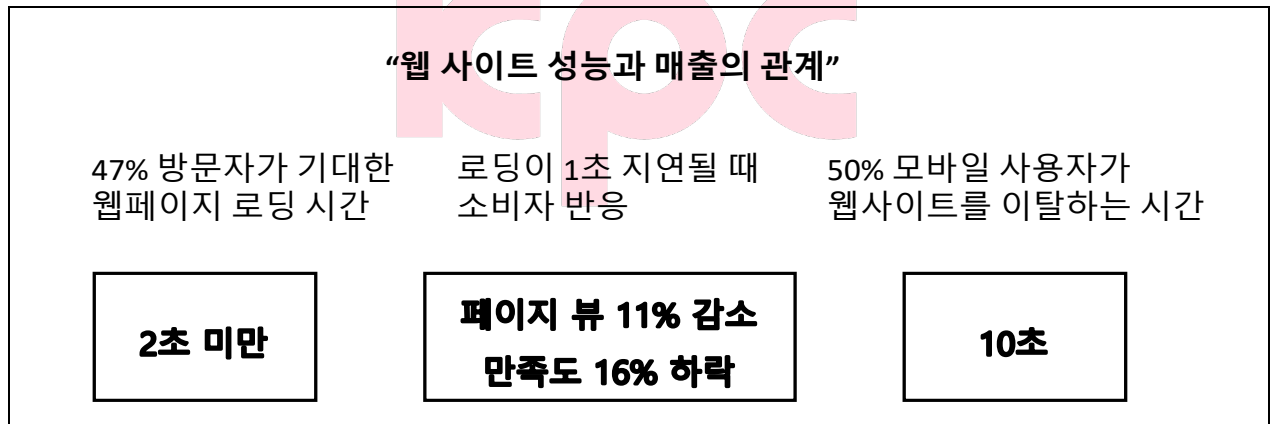 kpc
“웹 사이트 성능과 매출의 관계”
47% 방문자가 기대한
웹페이지 로딩 시간
2초 미만
로딩이 1초 지연될 때
소비자 반응
페이지 뷰 11% 감소
만족도 16% 하락
50% 모바일 사용자가
웹사이트를 이탈하는 시간
10초